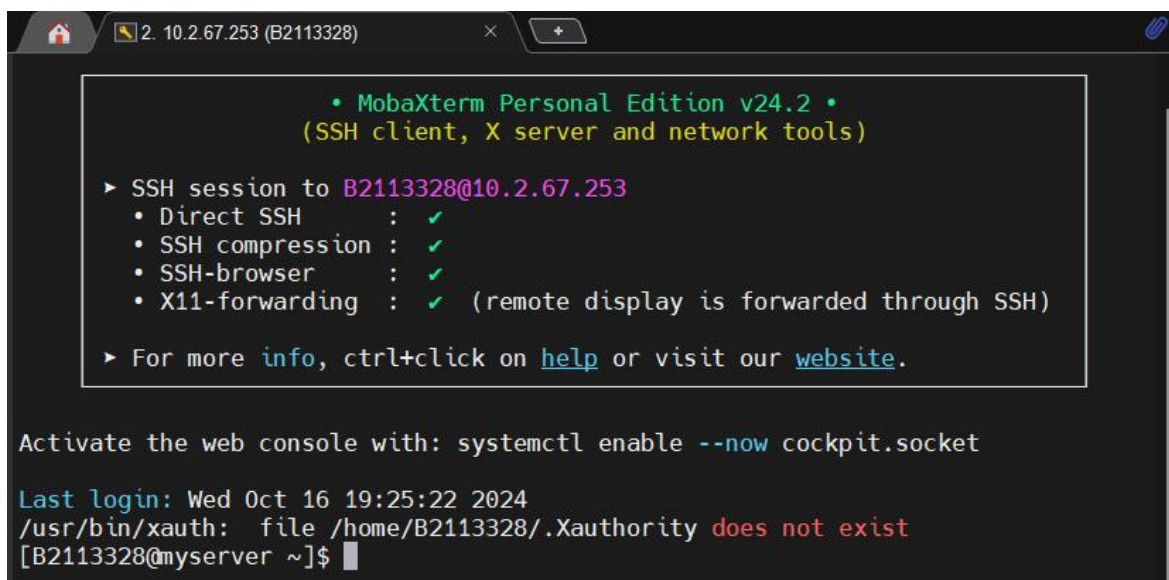 2. 10.2.67.253 (B2113328)
• MobaXterm Personal Edition v24.2 •
(SSH client, X server and network tools)
➤ SSH session to B2113328@10.2.67.253
• Direct SSH : ✔
• SSH compression : ✔
• SSH-browser : ✔
• X11-forwarding : ✔ (remote display is forwarded through SSH)
➤ For more info, ctrl+click on help or visit our website.
Activate the web console with: systemctl enable --now cockpit.socket
Last login: Wed Oct 16 19:25:22 2024
/usr/bin/xauth:  file /home/B2113328/.Xauthority does not exist
[B2113328@myserver ~]$